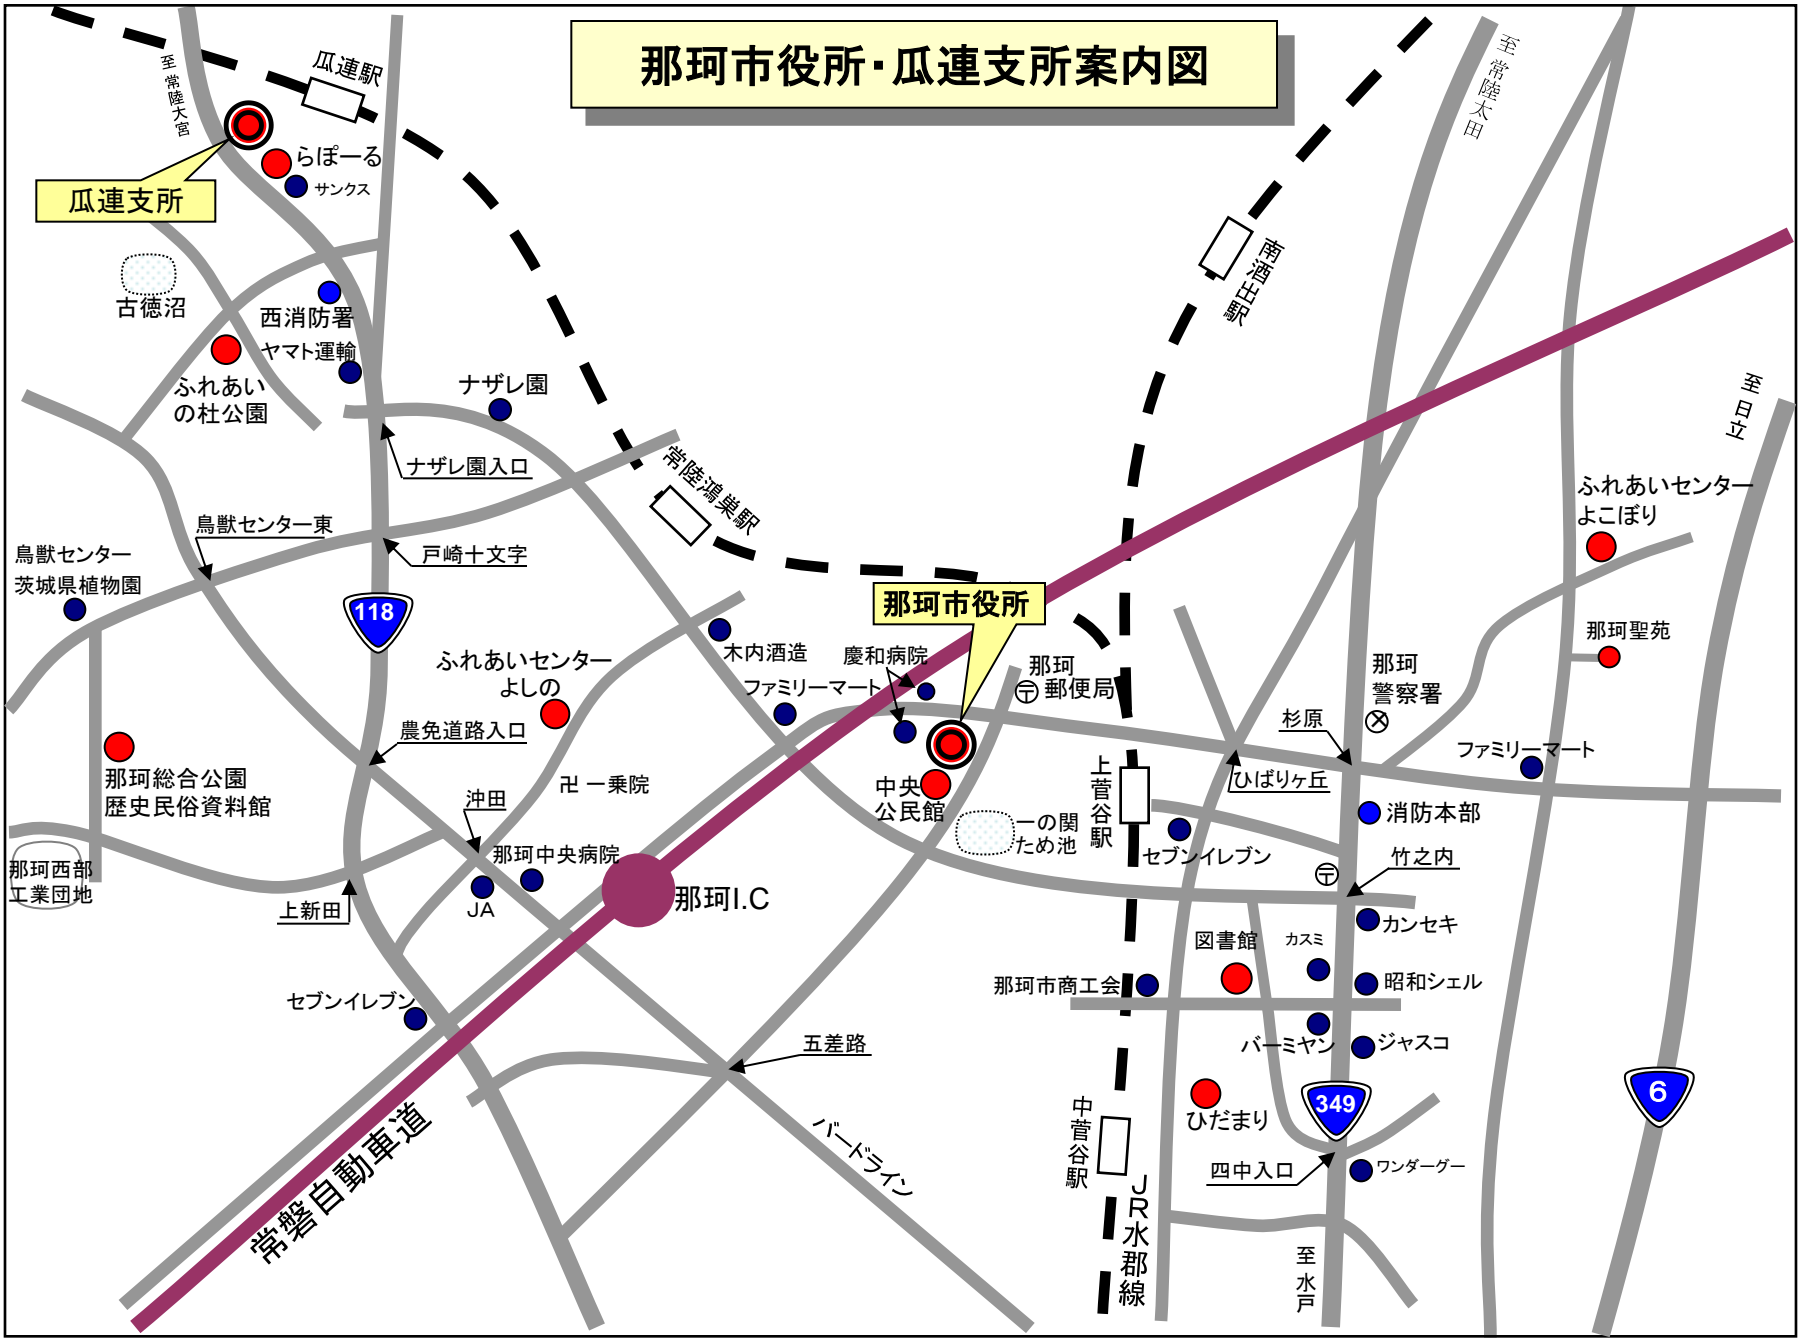 那珂市役所・瓜連支所案内図
至 常陸大宮
瓜連駅
らぽーる
サンクス
瓜連支所
古徳沼
西消防署
ヤマト運輸
ふれあい
の杜公園
ナザレ園
ナザレ園入口
常陸鴻巣駅
鳥獣センター東
戸崎十文字
鳥獣センター
茨城県植物園
118
ふれあいセンター
よしの
木内酒造
ファミリーマート
慶和病院
那珂市役所
那珂
郵便局
〒
中央
公民館
一の関
ため池
農免道路入口
那珂総合公園
歴史民俗資料館
沖田
卍 一乗院
那珂中央病院
JA
那珂西部
工業団地
上新田
那珂I.C
セブンイレブン
五差路
常磐自動車道
バードライン
南酒出駅
至 常陸太田
至 日立
ふれあいセンター
よこぼり
那珂聖苑
那珂
警察署
杉原
ファミリーマート
ひばりヶ丘
上菅谷駅
消防本部
セブンイレブン
竹之内
〒
カンセキ
図書館
カスミ
那珂市商工会
昭和シェル
バーミヤン
ジャスコ
ひだまり
349
6
中菅谷駅
四中入口
ワンダーグー
JR水郡線
至 水戸